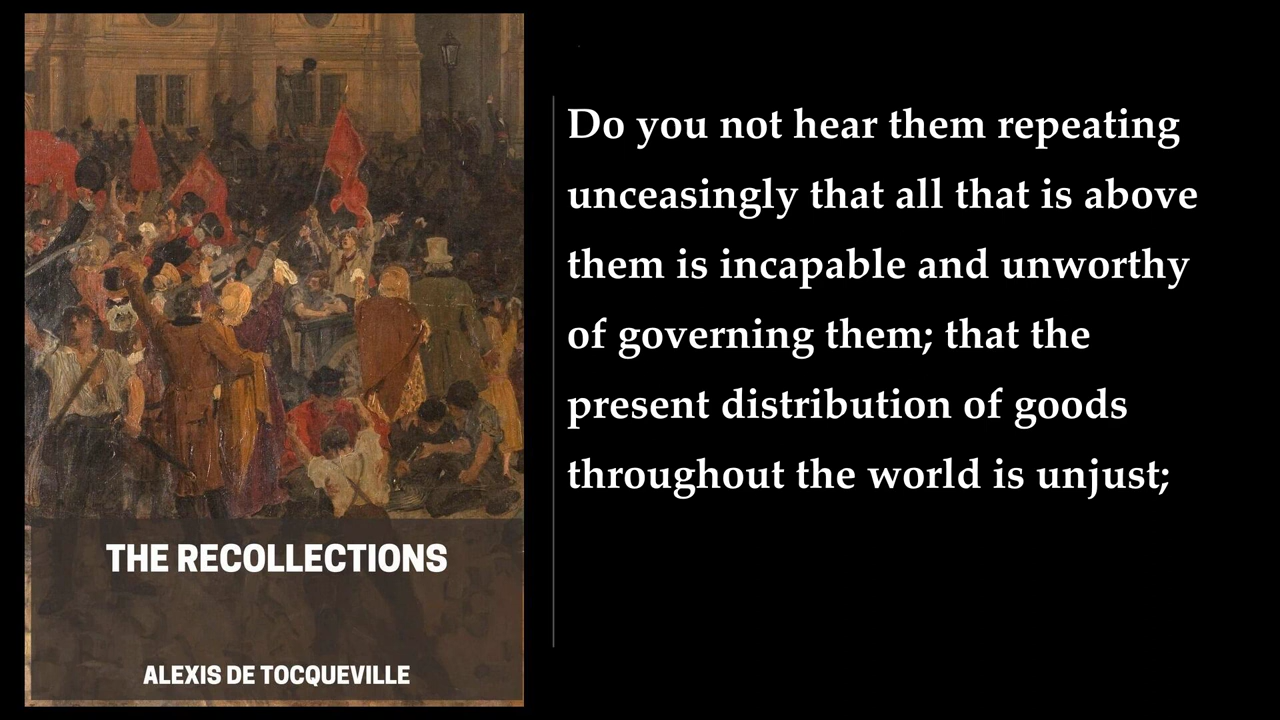 THE RECOLLECTIONS
ALEXIS DE TOCQUEVILLE
Do you not hear them repeating
unceasingly that all that is above
them is incapable and unworthy
of governing them; that the
present distribution of goods
throughout the world is unjust;